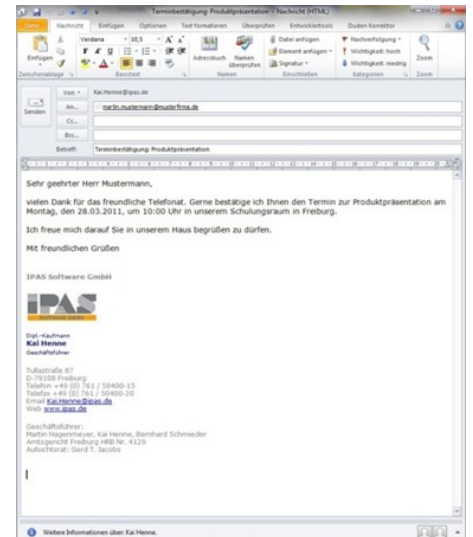 Terminbestätigung: Produktpräsentation - Nachricht (HTML)
Datei Nachricht Einfügen Optionen Text formatieren Überprüfen Entwicklertools Duden Korrektor
Einfügen
Verdana 10,5
F K U
Adressbuch Namen überprüfen
Datei anfügen
Element anfügen
Signatur
Nachverfolgung
Wichtigkeit: hoch
Wichtigkeit: niedrig
Zoom
Zwischenablage Basistext Namen Einschließen Kategorien Zoom
Senden
Von Kai.Henne@ipas.de
An... martin.mustermann@musterfirma.de
Cc...
Bcc...
Betreff: Terminbestätigung: Produktpräsentation
Sehr geehrter Herr Mustermann,
vielen Dank für das freundliche Telefonat. Gerne bestätige ich Ihnen den Termin zur Produktpräsentation am
Montag, den 28.03.2011, um 10:00 Uhr in unserem Schulungsraum in Freiburg.
Ich freue mich darauf Sie in unserem Haus begrüßen zu dürfen.
Mit freundlichen Grüßen
IPAS Software GmbH
iPAS
SOFTWARE GMBH
Dipl.-Kaufmann
Kai Henne
Geschäftsführer
Tullastraße 87
D-79108 Freiburg
Telefon +49 (0) 761 / 50400-15
Telefax +49 (0) 761 / 50400-20
Email Kai.Henne@ipas.de
Web www.ipas.de
Geschäftsführer:
Martin Hagenmeyer, Kai Henne, Bernhard Schmieder
Amtsgericht Freiburg HRB Nr. 4129
Aufsichtsrat: Gerd T. Jacobs
Weitere Informationen über: Kai Henne.